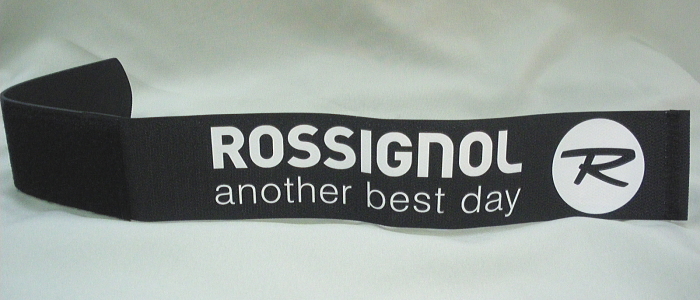 ROSSIGNOL
another best day
R